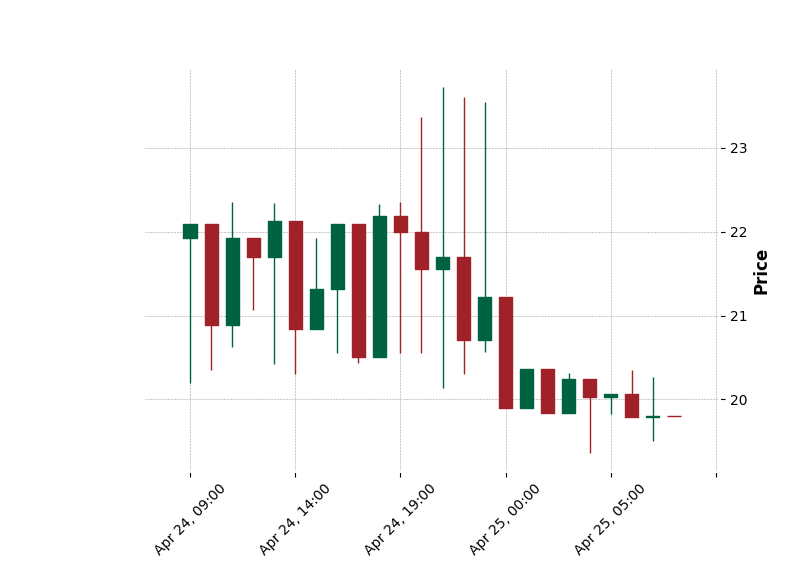 23
22
21
20
Price
Apr 24, 09:00
Apr 24, 14:00
Apr 24, 19:00
Apr 25, 00:00
Apr 25, 05:00